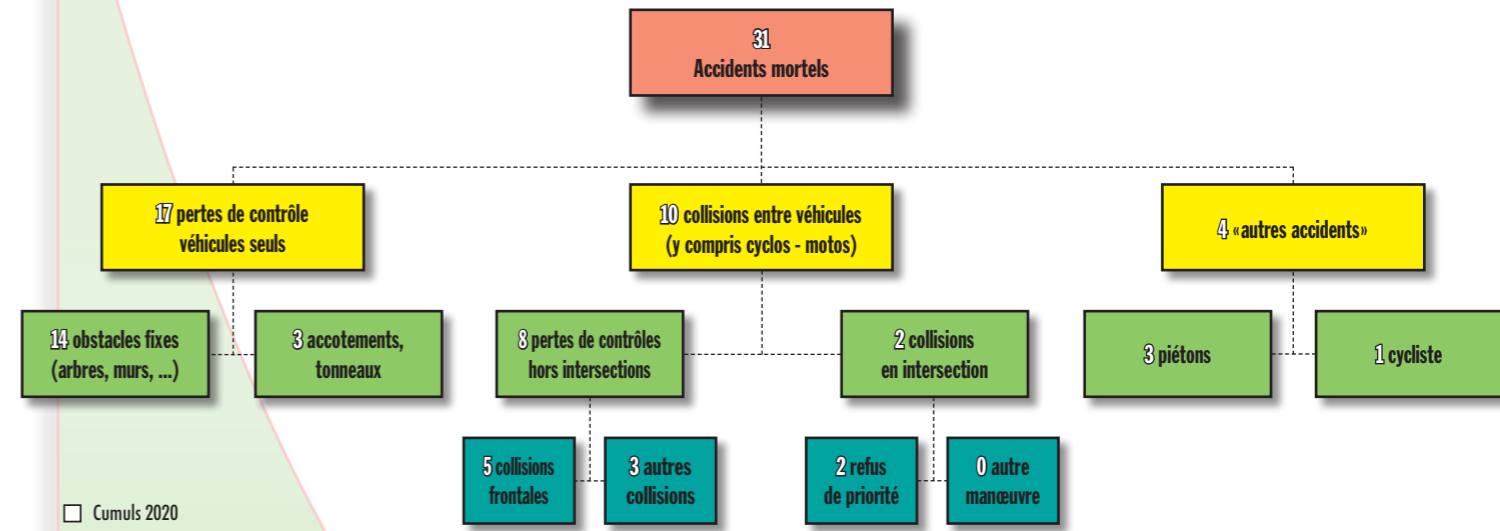 31
Accidents mortels
17 pertes de contrôle
véhicules seuls
10 collisions entre véhicules
(y compris cyclos - motos)
4 «autres accidents»
14 obstacles fixes
(arbres, murs, ...)
3 accotements,
tonneaux
8 pertes de contrôles
hors intersections
2 collisions
en intersection
3 piétons
1 cycliste
5 collisions
frontales
3 autres
collisions
2 refus
de priorité
0 autre
manœuvre
Cumuls 2020